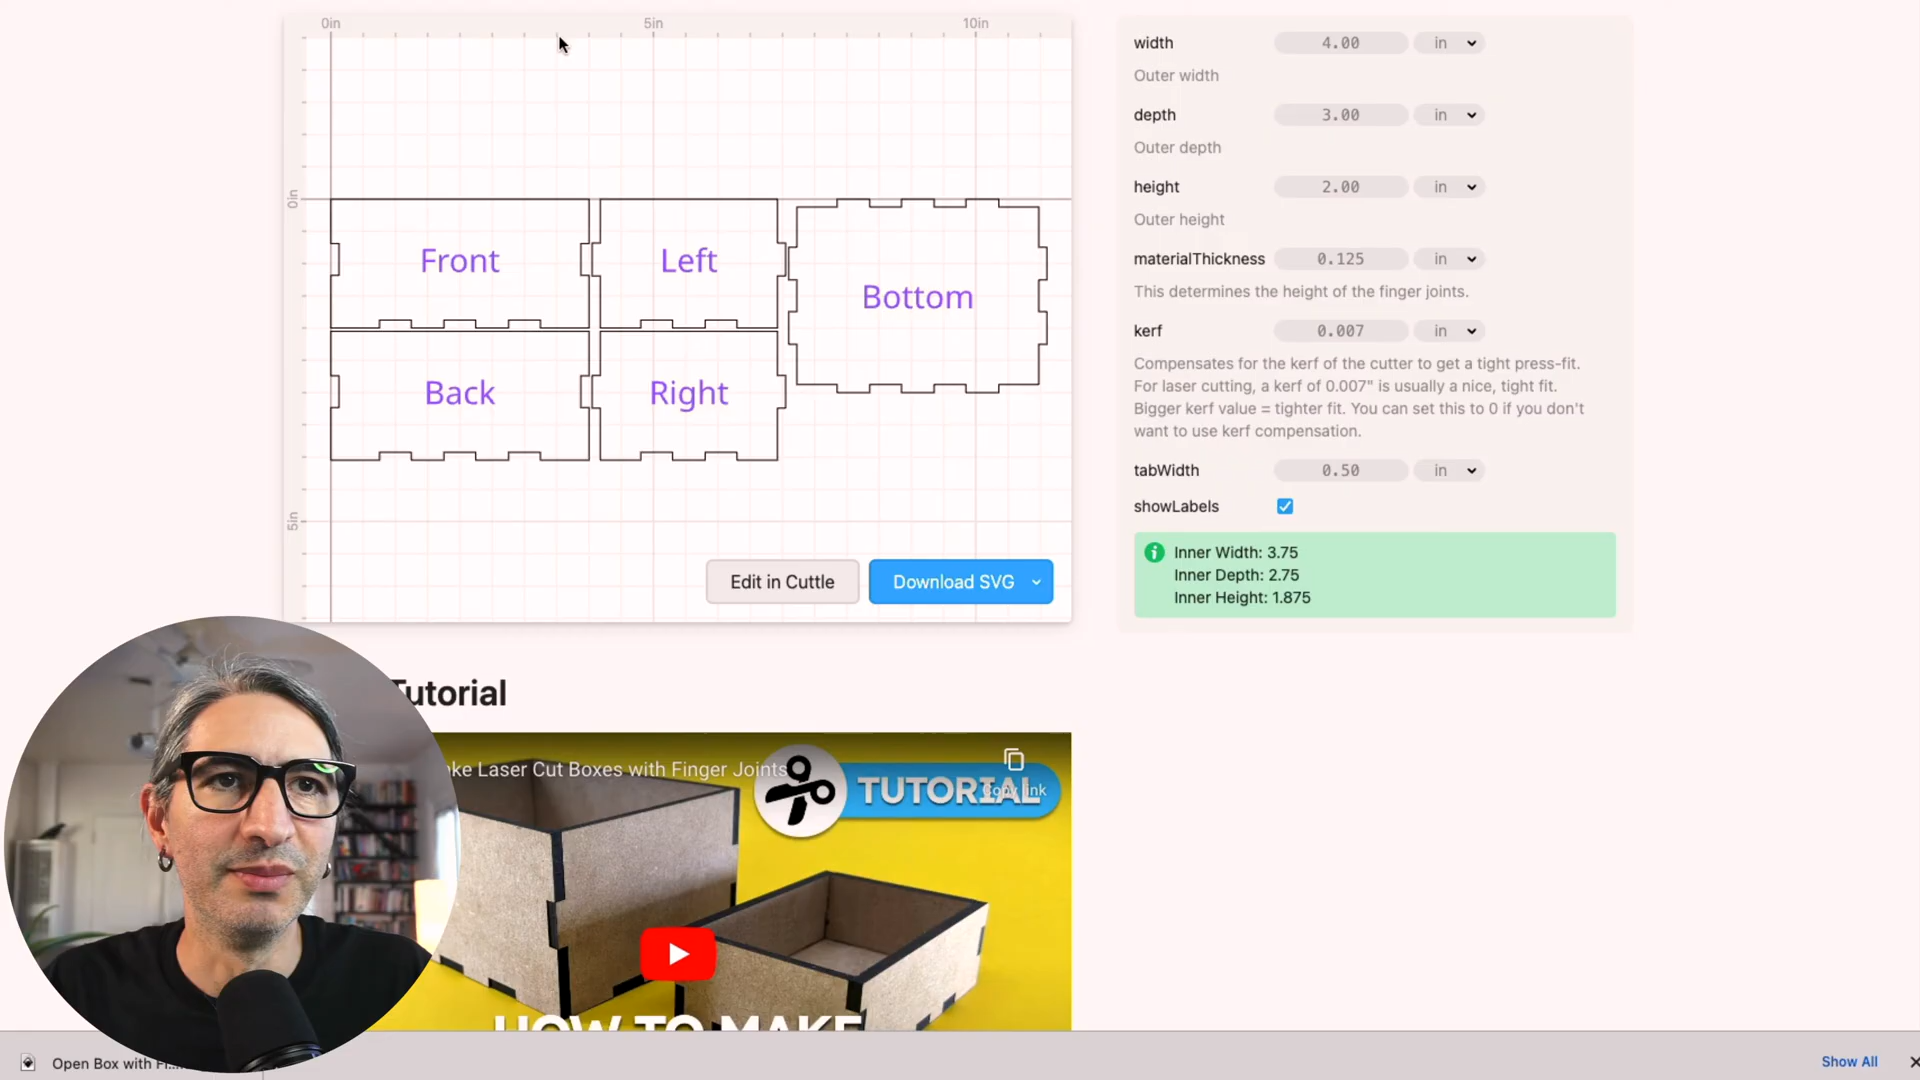 0in
5in
10in
0in
5in
Front
Left
Bottom
Back
Right
Edit in Cuttle
Download SVG
width
4.00
in
Outer width
depth
3.00
in
Outer depth
height
2.00
in
Outer height
materialThickness
0.125
in
This determines the height of the finger joints.
kerf
0.007
in
Compensates for the kerf of the cutter to get a tight press-fit.
For laser cutting, a kerf of 0.007" is usually a nice, tight fit.
Bigger kerf value = tighter fit. You can set this to 0 if you don't
want to use kerf compensation.
tabWidth
0.50
in
showLabels
Inner Width: 3.75
Inner Depth: 2.75
Inner Height: 1.875
Tutorial
ke Laser Cut Boxes with Finger Joints
TUTORIAL
Copy link
HOW TO MAKE
Open Box with Fi....
Show All